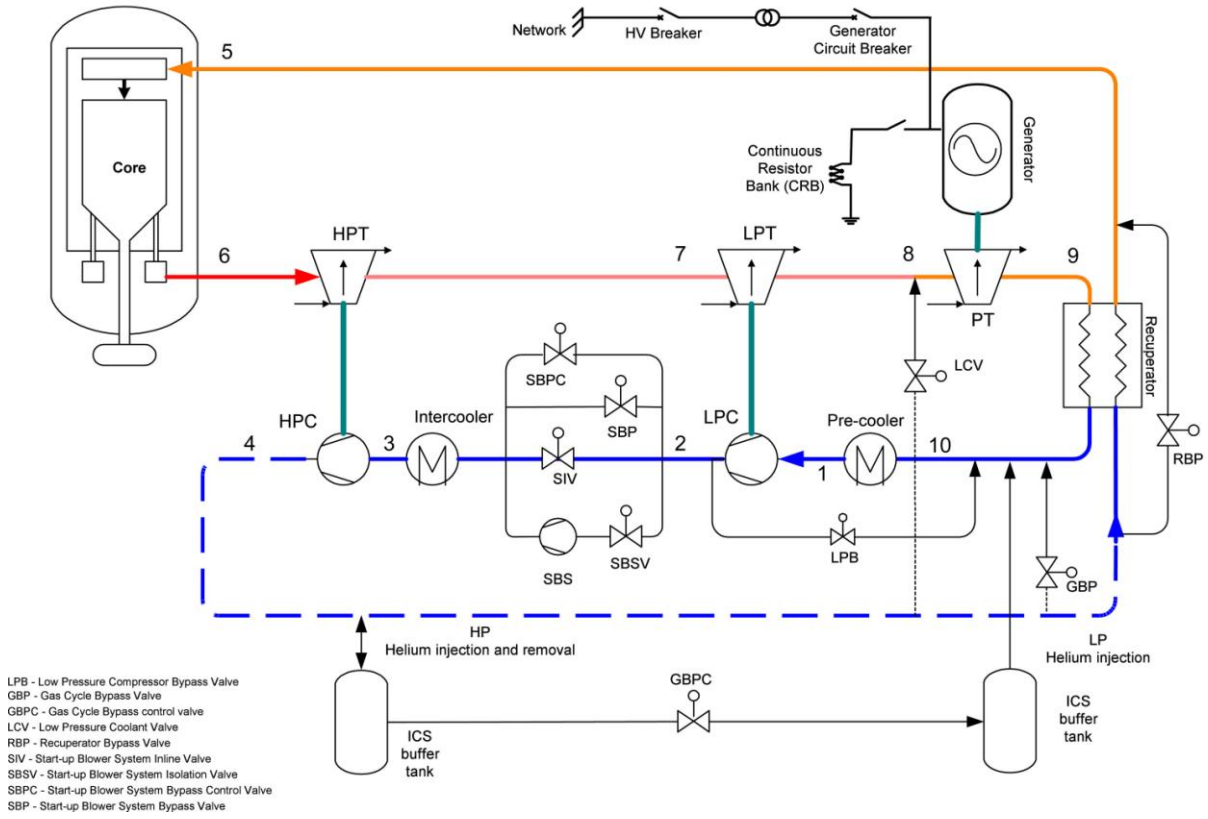 Network
HV Breaker
Generator
Circuit Breaker
5
Generator
Continuous
Resistor
Bank (CRB)
Core
6
HPT
7
LPT
8
9
PT
Recuperator
LCV
SBPC
SBP
HPC
Intercooler
LPC
Pre-cooler
4
3
2
1
10
SIV
RBP
SBS
SBSV
LPB
GBP
HP
Helium injection and removal
LP
Helium injection
GBPC
ICS
buffer
tank
ICS
buffer
tank
LPB - Low Pressure Compressor Bypass Valve
GBP - Gas Cycle Bypass Valve
GBPC - Gas Cycle Bypass control valve
LCV - Low Pressure Coolant Valve
RBP - Recuperator Bypass Valve
SIV - Start-up Blower System Inline Valve
SBSV - Start-up Blower System Isolation Valve
SBPC - Start-up Blower System Bypass Control Valve
SBP - Start-up Blower System Bypass Valve